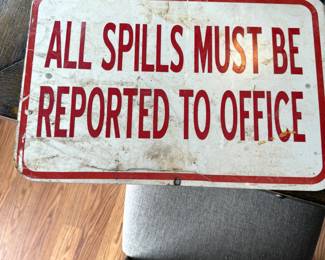 ALL SPILLS MUST BE
REPORTED TO OFFICE